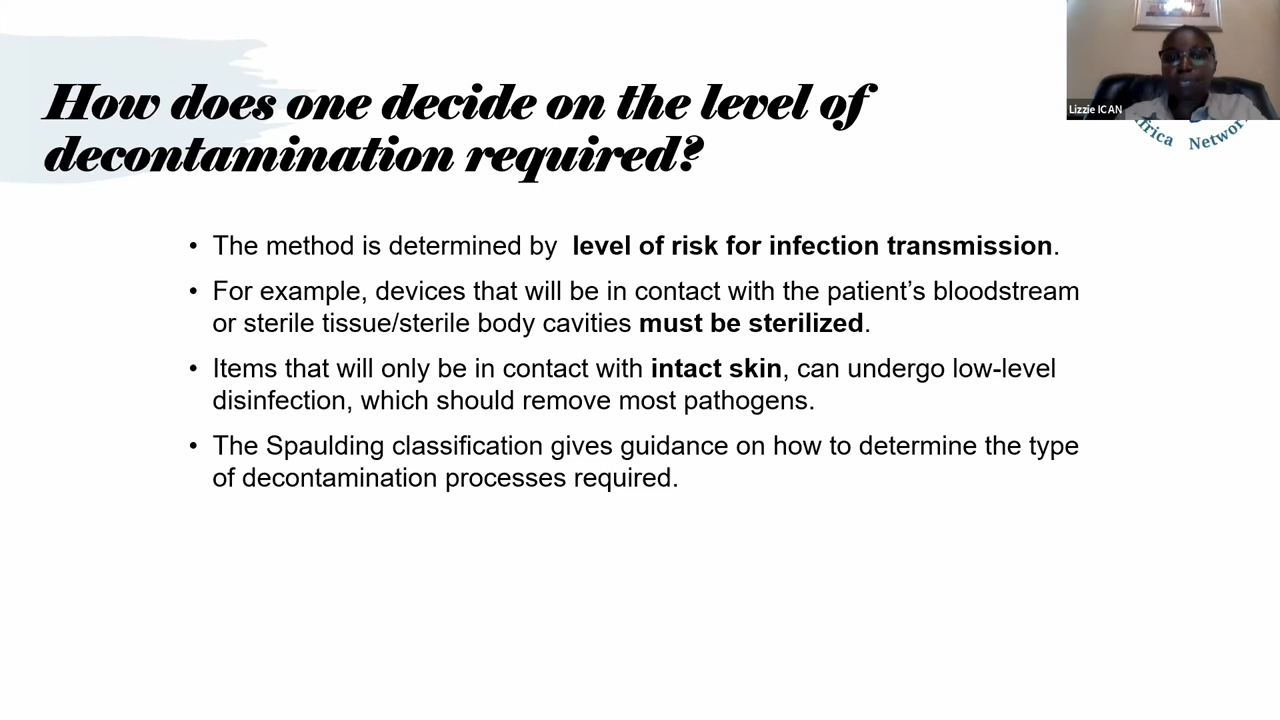 How does one decide on the level of
decontamination required?
Lizzie ICAN
frica Network
• The method is determined by  level of risk for infection transmission.
• For example, devices that will be in contact with the patient’s bloodstream
or sterile tissue/sterile body cavities must be sterilized.
• Items that will only be in contact with intact skin, can undergo low-level
disinfection, which should remove most pathogens.
• The Spaulding classification gives guidance on how to determine the type
of decontamination processes required.